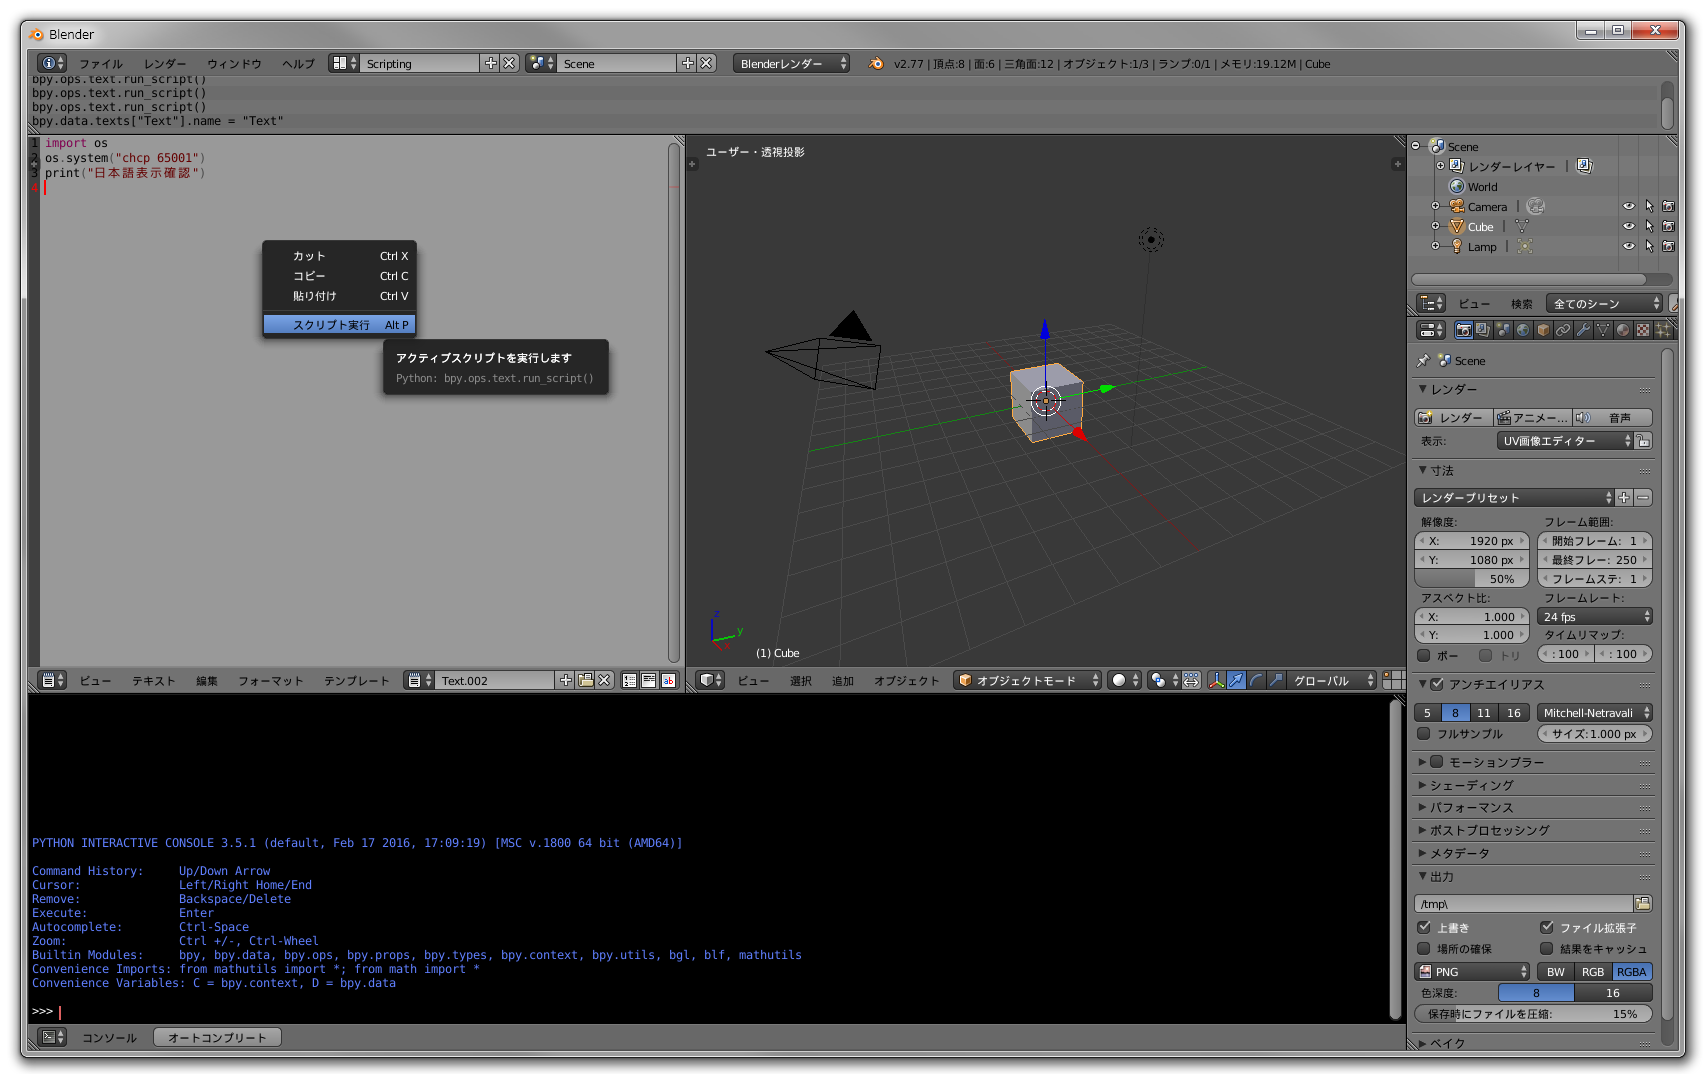 Blender
ファイル レンダー ウィンドウ ヘルプ Scripting Scene Blenderレンダー v2.77 | 頂点:8 | 面:6 | 三角面:12 | オブジェクト:1/3 | ランプ:0/1 | メモリ:19.12M | Cube
bpy.ops.text.run_script()
bpy.ops.text.run_script()
bpy.ops.text.run_script()
bpy.data.texts["Text"].name = "Text"
1 import os
2 os.system("chcp 65001")
3 print("日本語表示確認")
4
カット Ctrl X
コピー Ctrl C
貼り付け Ctrl V
スクリプト実行 Alt P
アクティブスクリプトを実行します
Python: bpy.ops.text.run_script()
ビュー テキスト 編集 フォーマット テンプレート Text.002
ユーザー・透視投影
z
y
x
(1) Cube
ビュー 選択 追加 オブジェクト オブジェクトモード グローバル
PYTHON INTERACTIVE CONSOLE 3.5.1 (default, Feb 17 2016, 17:09:19) [MSC v.1800 64 bit (AMD64)]
Command History: Up/Down Arrow
Cursor: Left/Right Home/End
Remove: Backspace/Delete
Execute: Enter
Autocomplete: Ctrl-Space
Zoom: Ctrl +/-, Ctrl-Wheel
Builtin Modules: bpy, bpy.data, bpy.ops, bpy.props, bpy.types, bpy.context, bpy.utils, bgl, blf, mathutils
Convenience Imports: from mathutils import *; from math import *
Convenience Variables: C = bpy.context, D = bpy.data
>>>
コンソール オートコンプリート
Scene
レンダーレイヤー |
World
Camera |
Cube |
Lamp |
ビュー 検索 全てのシーン
Scene
レンダー
レンダー アニメー... 音声
表示: UV画像エディター
寸法
レンダープリセット
解像度: フレーム範囲:
X: 1920 px 開始フレーム: 1
Y: 1080 px 最終フレー: 250
50% フレームステ: 1
アスペクト比: フレームレート:
X: 1.000 24 fps
Y: 1.000 タイムリマップ:
ボー トリ : 100 : 100
アンチエイリアス
5 8 11 16 Mitchell-Netravali
フルサンプル サイズ: 1.000 px
モーションブラー
シェーディング
パフォーマンス
ポストプロセッシング
メタデータ
出力
/tmp\
上書き ファイル拡張子
場所の確保 結果をキャッシュ
PNG BW RGB RGBA
色深度: 8 16
保存時にファイルを圧縮: 15%
ベイク